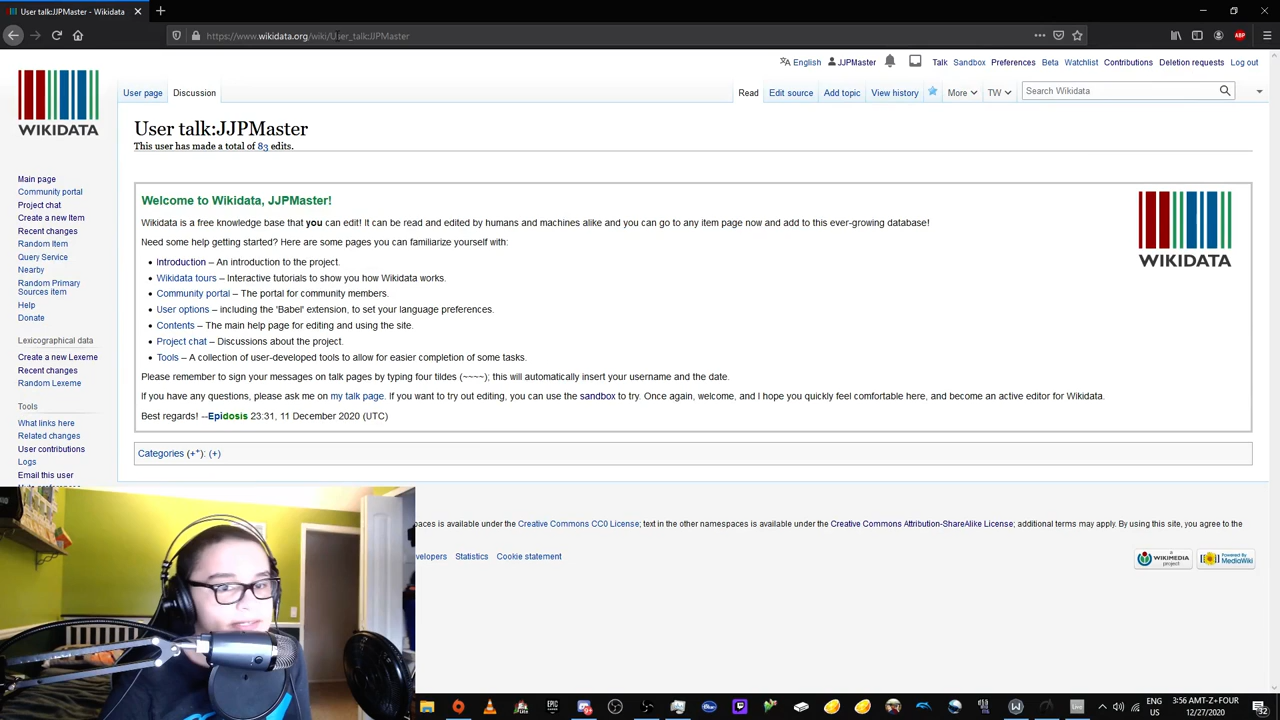 User talk:JJPMaster - Wikidata
https://www.wikidata.org/wiki/User_talk:JJPMaster
English JJPMaster Talk Sandbox Preferences Beta Watchlist Contributions Deletion requests Log out
User page Discussion Read Edit source Add topic View history More TW Search Wikidata
WIKIDATA
User talk:JJPMaster
This user has made a total of 83 edits.
Main page
Community portal
Project chat
Create a new Item
Recent changes
Random Item
Query Service
Nearby
Random Primary
Sources item
Help
Donate
Lexicographical data
Create a new Lexeme
Recent changes
Random Lexeme
Tools
What links here
Related changes
User contributions
Logs
Email this user
Welcome to Wikidata, JJPMaster!
Wikidata is a free knowledge base that you can edit! It can be read and edited by humans and machines alike and you can go to any item page now and add to this ever-growing database!
Need some help getting started? Here are some pages you can familiarize yourself with:
• Introduction – An introduction to the project.
• Wikidata tours – Interactive tutorials to show you how Wikidata works.
• Community portal – The portal for community members.
• User options – including the 'Babel' extension, to set your language preferences.
• Contents – The main help page for editing and using the site.
• Project chat – Discussions about the project.
• Tools – A collection of user-developed tools to allow for easier completion of some tasks.
Please remember to sign your messages on talk pages by typing four tildes (~~~~); this will automatically insert your username and the date.
If you have any questions, please ask me on my talk page. If you want to try out editing, you can use the sandbox to try. Once again, welcome, and I hope you quickly feel comfortable here, and become an active editor for Wikidata.
Best regards! --Epidosis 23:31, 11 December 2020 (UTC)
WIKIDATA
Categories (+⁺): (+)
paces is available under the Creative Commons CC0 License; text in the other namespaces is available under the Creative Commons Attribution-ShareAlike License; additional terms may apply. By using this site, you agree to the
velopers Statistics Cookie statement
a WIKIMEDIA project
Powered By MediaWiki
EPIC
Live
ENG
US
3:56 AMT-Z+FOUR
12/27/2020